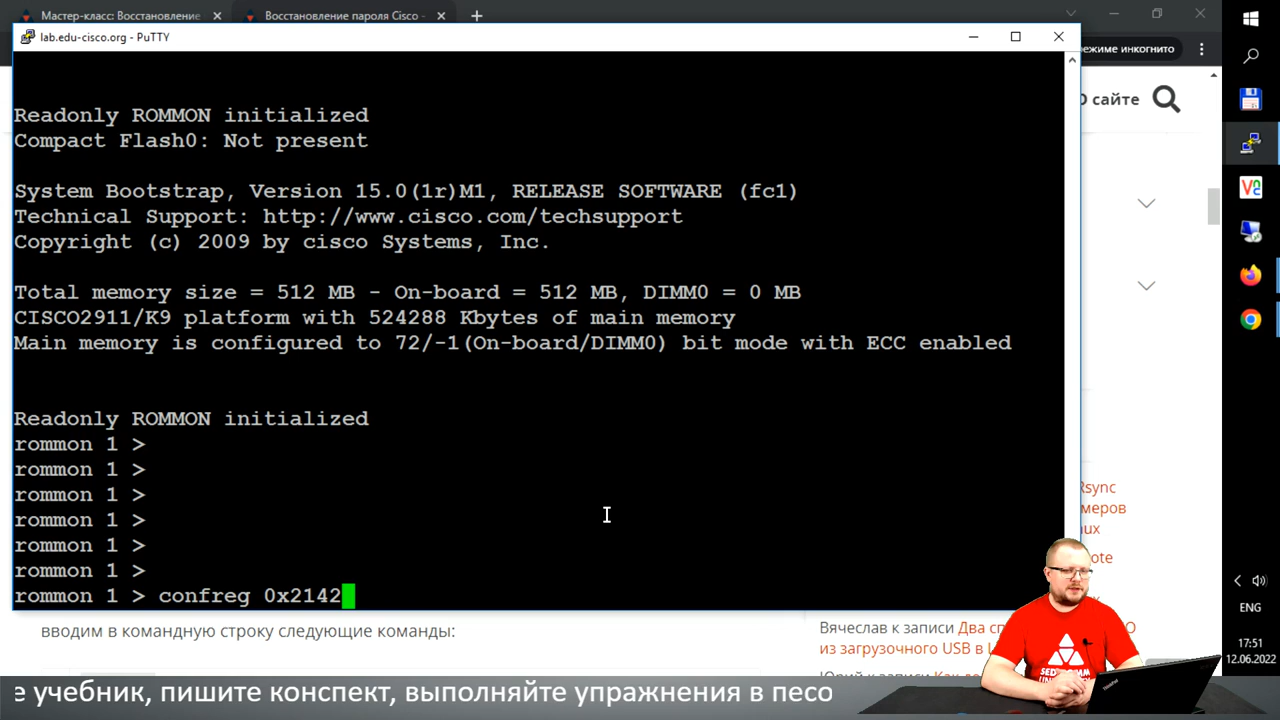 Мастер-класс: Восстановление
Восстановление пароля Cisco -
lab.edu-cisco.org - PuTTY
ежиме инкогнито
О сайте
Readonly ROMMON initialized
Compact Flash0: Not present
System Bootstrap, Version 15.0(1r)M1, RELEASE SOFTWARE (fc1)
Technical Support: http://www.cisco.com/techsupport
Copyright (c) 2009 by cisco Systems, Inc.
Total memory size = 512 MB - On-board = 512 MB, DIMM0 = 0 MB
CISCO2911/K9 platform with 524288 Kbytes of main memory
Main memory is configured to 72/-1(On-board/DIMM0) bit mode with ECC enabled
Readonly ROMMON initialized
rommon 1 >
rommon 1 >
rommon 1 >
rommon 1 >
rommon 1 >
rommon 1 >
rommon 1 > confreg 0x2142
Rsync
меров
ux
ote
вводим в командную строку следующие команды:
Вячеслав к записи Два сп
из загрузочного USB в L
ENG
17:51
12.06.2022
е учебник, пишите конспект, выполняйте упражнения в песо
ThinkPad